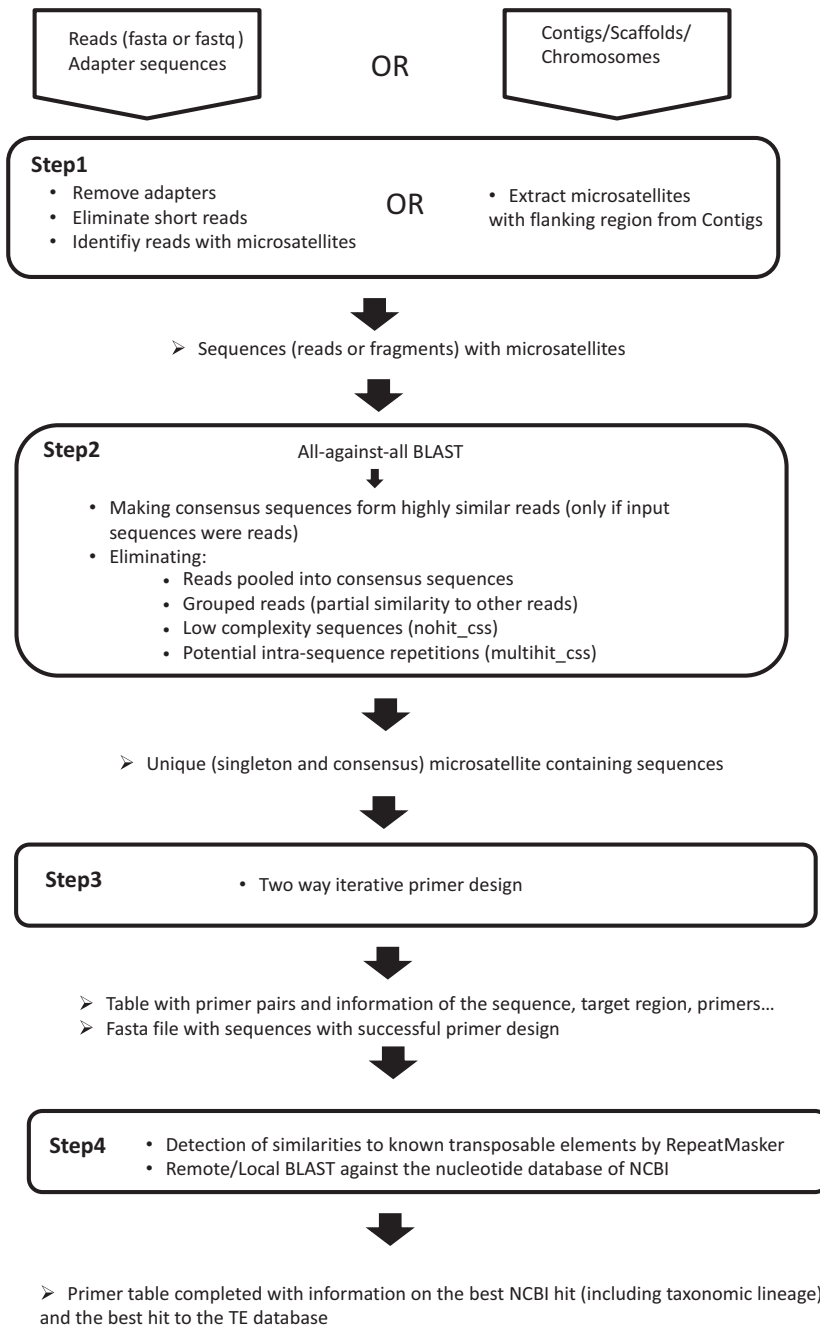 Reads (fasta or fastq)
Adapter sequences
OR
Contigs/Scaffolds/
Chromosomes
Step1
• Remove adapters
• Eliminate short reads
• Identifiy reads with microsatellites
OR
• Extract microsatellites
with flanking region from Contigs
➢ Sequences (reads or fragments) with microsatellites
Step2
All-against-all BLAST
• Making consensus sequences form highly similar reads (only if input
sequences were reads)
• Eliminating:
• Reads pooled into consensus sequences
• Grouped reads (partial similarity to other reads)
• Low complexity sequences (nohit_css)
• Potential intra-sequence repetitions (multihit_css)
➢ Unique (singleton and consensus) microsatellite containing sequences
Step3
• Two way iterative primer design
➢ Table with primer pairs and information of the sequence, target region, primers...
➢ Fasta file with sequences with successful primer design
Step4
• Detection of similarities to known transposable elements by RepeatMasker
• Remote/Local BLAST against the nucleotide database of NCBI
➢ Primer table completed with information on the best NCBI hit (including taxonomic lineage)
and the best hit to the TE database